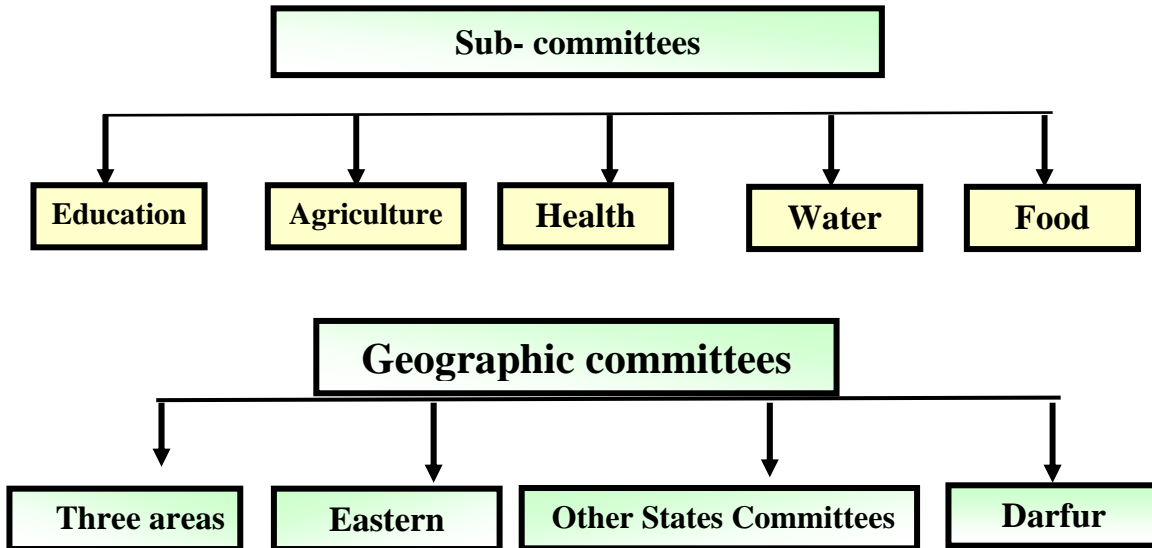 Sub- committees
Education
Agriculture
Health
Water
Food
Geographic committees
Three areas
Eastern
Other States Committees
Darfur